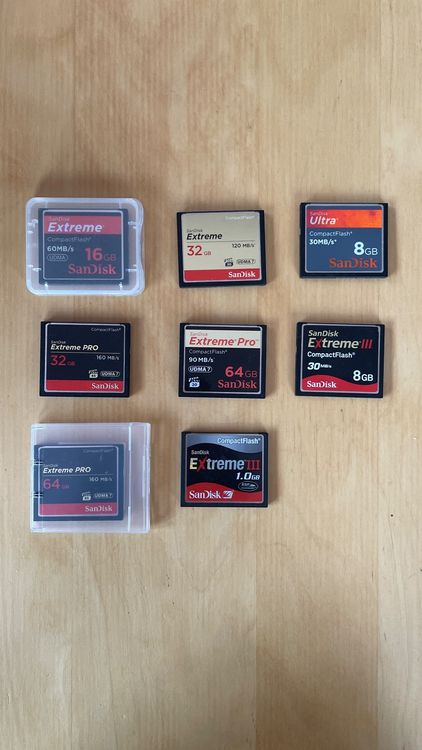 SanDisk
Extreme®
CompactFlash®
60MB/s
UDMA
16GB
SanDisk
SanDisk
Extreme
CompactFlash®
32GB
120 MB/s
UDMA 7
SanDisk
SanDisk
Ultra®
CompactFlash®
30MB/s*
8GB
SanDisk
CompactFlash®
SanDisk
Extreme PRO
32GB
160 MB/s
UDMA 7
SanDisk
CompactFlash®
SanDisk
Extreme Pro®
90 MB/s
UDMA 7
64GB
SanDisk
SanDisk
Extreme III
CompactFlash®
30MB/s
8GB
CompactFlash®
SanDisk
Extreme PRO
64GB
160 MB/s
UDMA 7
SanDisk
CompactFlash®
SanDisk
Extreme III
1.0GB
SanDisk